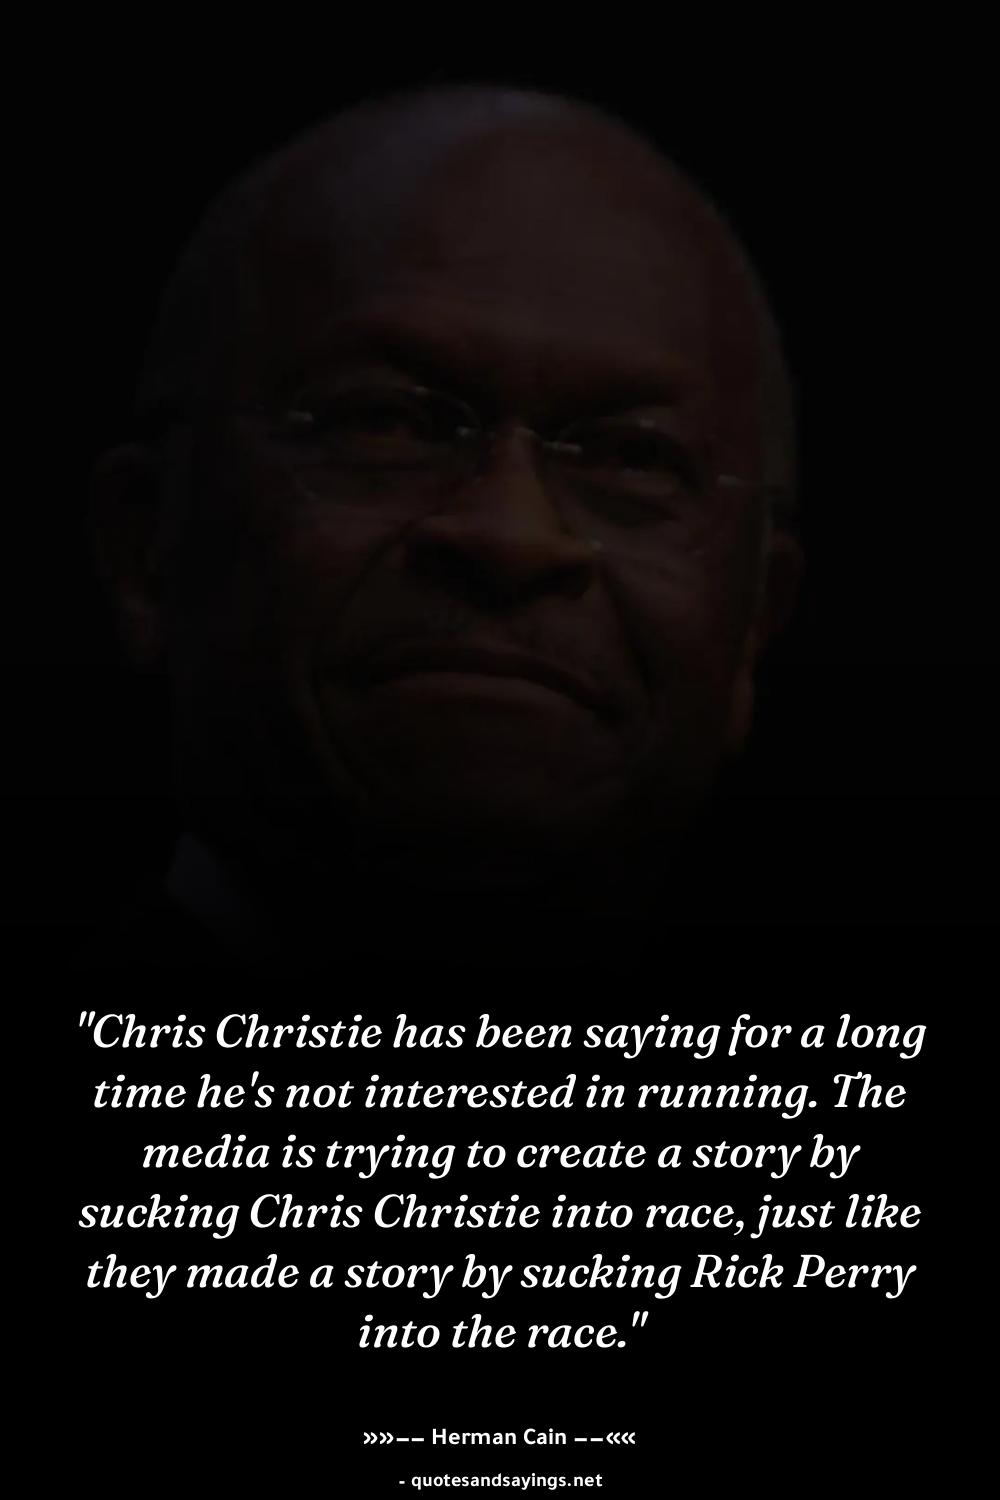 "Chris Christie has been saying for a long
time he's not interested in running. The
media is trying to create a story by
sucking Chris Christie into race, just like
they made a story by sucking Rick Perry
into the race."
»»−− Herman Cain −−««
- quotesandsayings.net